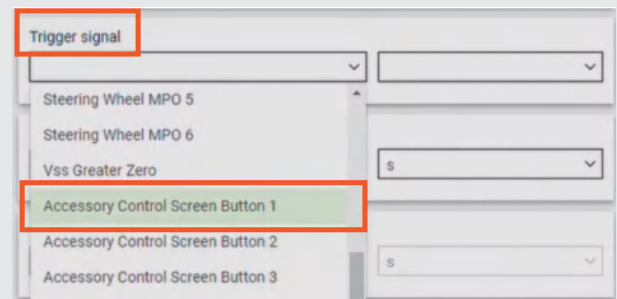 Trigger signal
Steering Wheel MPO 5
Steering Wheel MPO 6
Vss Greater Zero
s
Accessory Control Screen Button 1
Accessory Control Screen Button 2
s
Accessory Control Screen Button 3